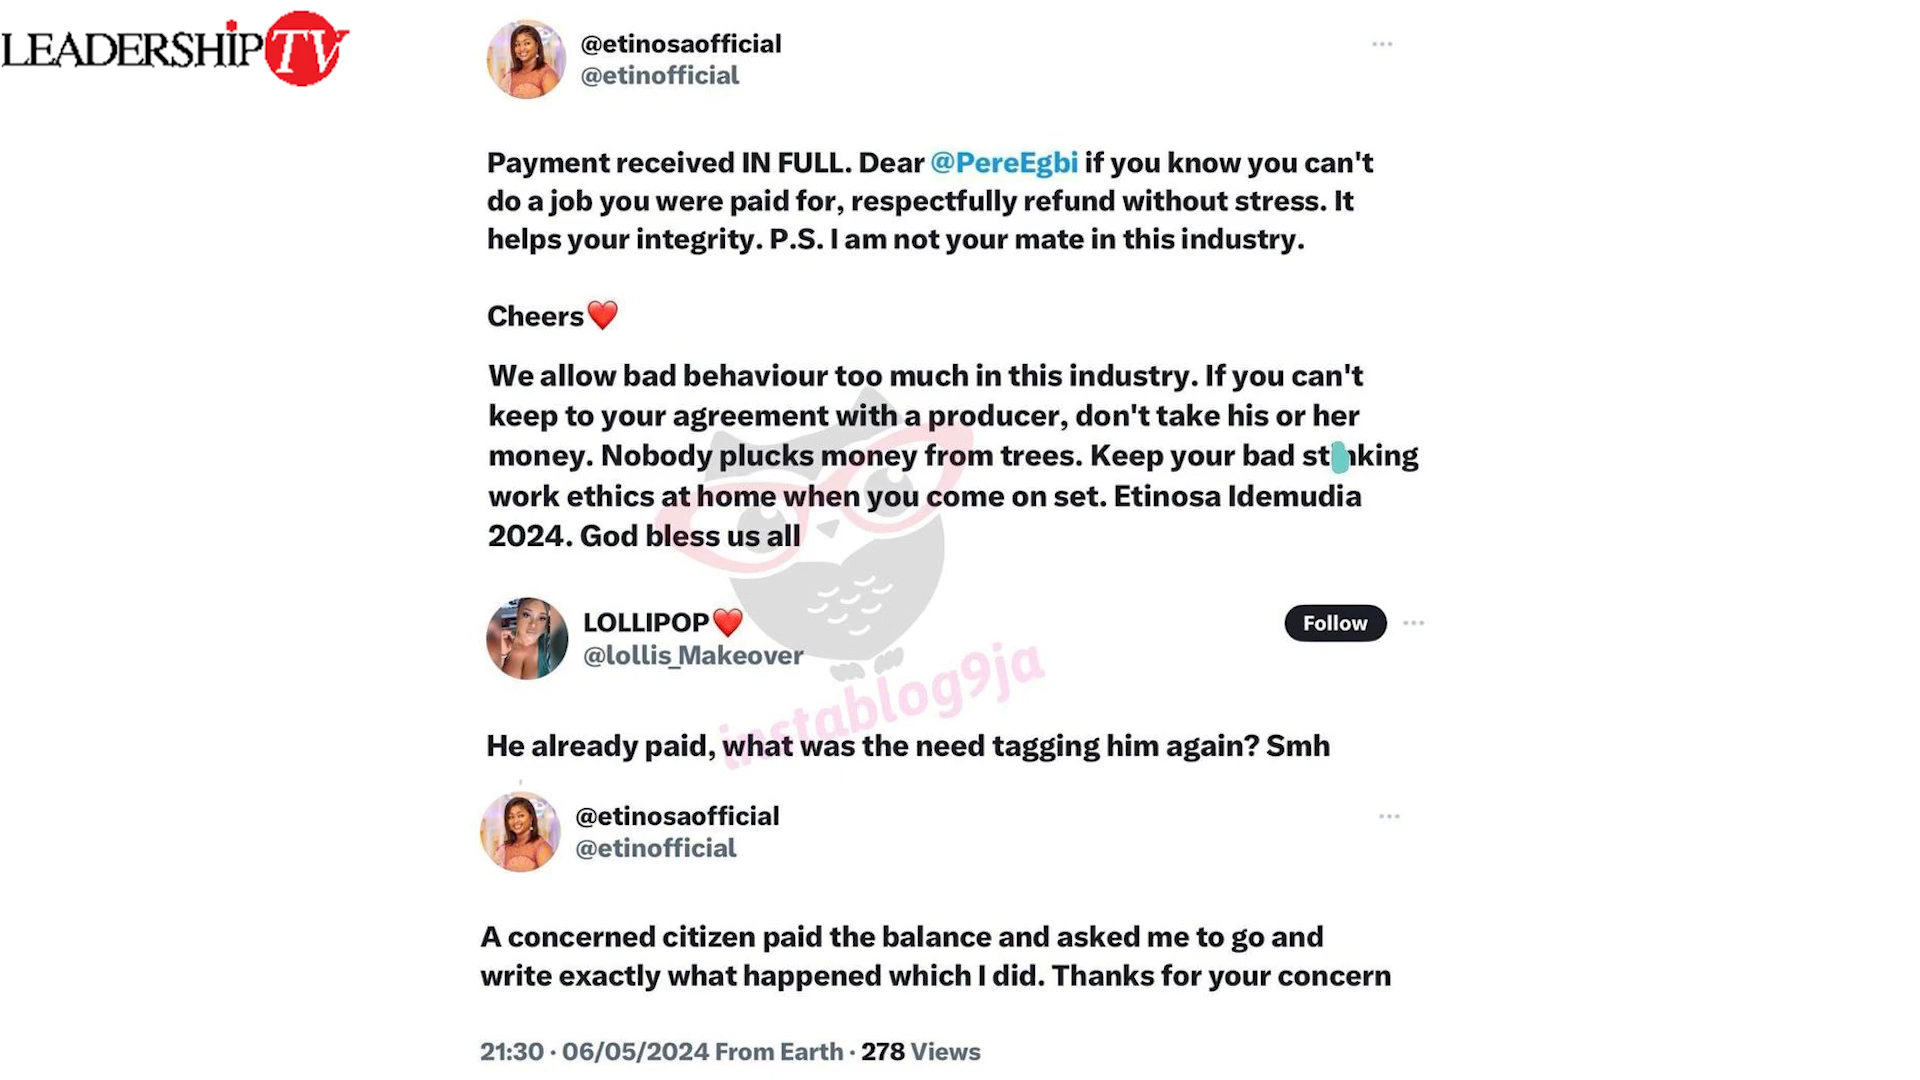 LEADERSHIP TV
@etinosaofficial
@etinofficial
Payment received IN FULL. Dear @PereEgbi if you know you can't
do a job you were paid for, respectfully refund without stress. It
helps your integrity. P.S. I am not your mate in this industry.
Cheers❤️
We allow bad behaviour too much in this industry. If you can't
keep to your agreement with a producer, don't take his or her
money. Nobody plucks money from trees. Keep your bad st nking
work ethics at home when you come on set. Etinosa Idemudia
2024. God bless us all
LOLLIPOP❤️
@lollis_Makeover
Follow
instablog9ja
He already paid, what was the need tagging him again? Smh
@etinosaofficial
@etinofficial
A concerned citizen paid the balance and asked me to go and
write exactly what happened which I did. Thanks for your concern
21:30 · 06/05/2024 From Earth · 278 Views